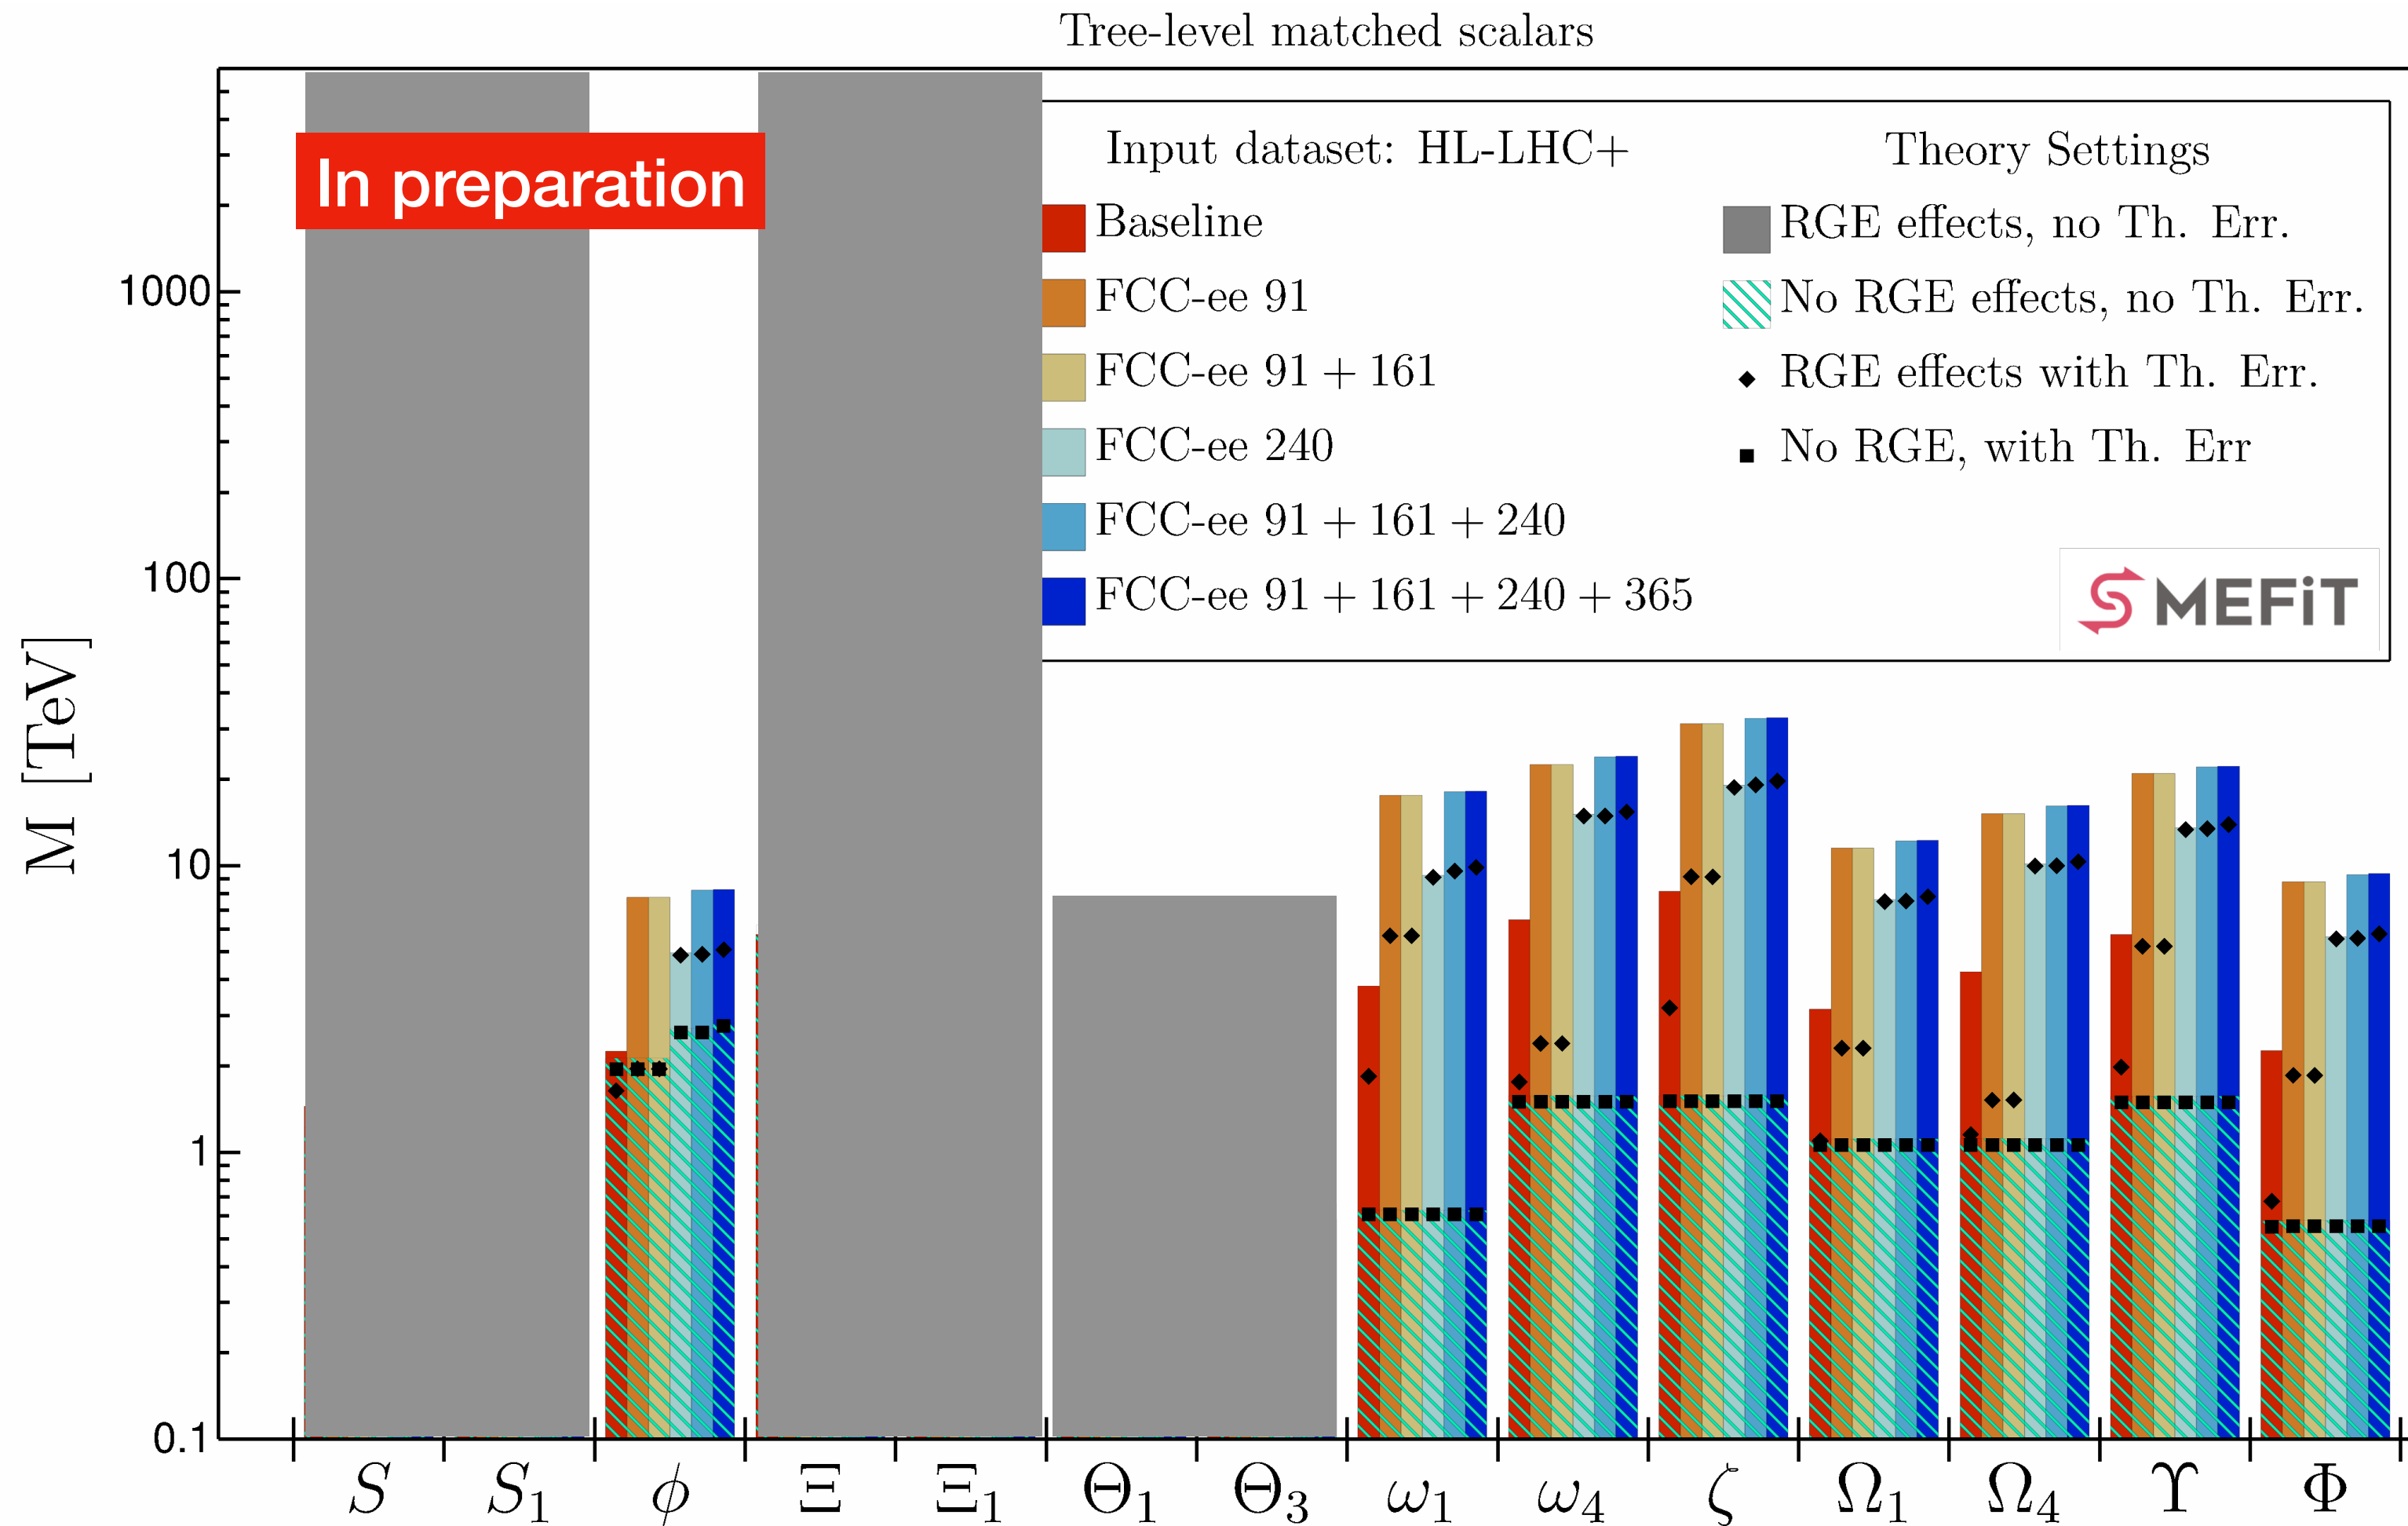 Tree-level matched scalars
In preparation
Input dataset: HL-LHC+
Baseline
FCC-ee 91
FCC-ee 91 + 161
FCC-ee 240
FCC-ee 91 + 161 + 240
FCC-ee 91 + 161 + 240 + 365
Theory Settings
RGE effects, no Th. Err.
No RGE effects, no Th. Err.
RGE effects with Th. Err.
No RGE, with Th. Err
SMEFiT
M [TeV]
1000
100
10
1
0.1
S S₁ ϕ Ξ Ξ₁ Θ₁ Θ₃ ω₁ ω₄ ζ Ω₁ Ω₄ ϒ Φ